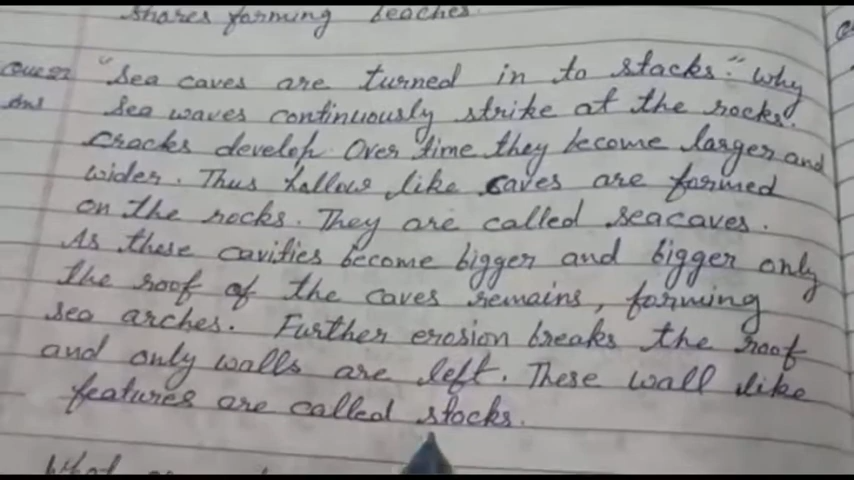 shores forming beaches.
Ques "Sea caves are turned in to stacks." Why
Ans Sea waves continuously strike at the rocks.
Cracks develop. Over time they become larger and
wider. Thus hallow like caves are formed
on the rocks. They are called seacaves.
As these cavities become bigger and bigger only
the roof of the caves remains, forming
sea arches. Further erosion breaks the roof
and only walls are left. These wall like
features are called stacks.
What